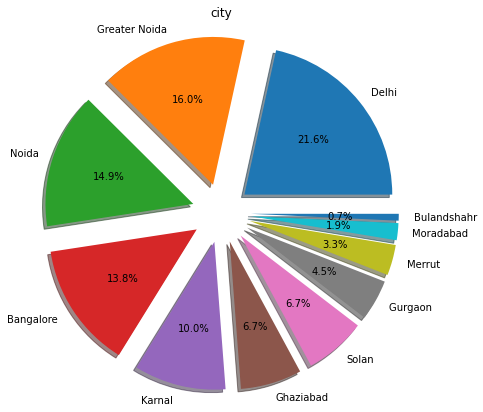 city
Greater Noida
16.0%
Delhi
21.6%
Noida
14.9%
0.7%
Bulandshahr
1.9%
Moradabad
3.3%
Merrut
4.5%
Gurgaon
13.8%
Bangalore
10.0%
Karnal
6.7%
Ghaziabad
6.7%
Solan